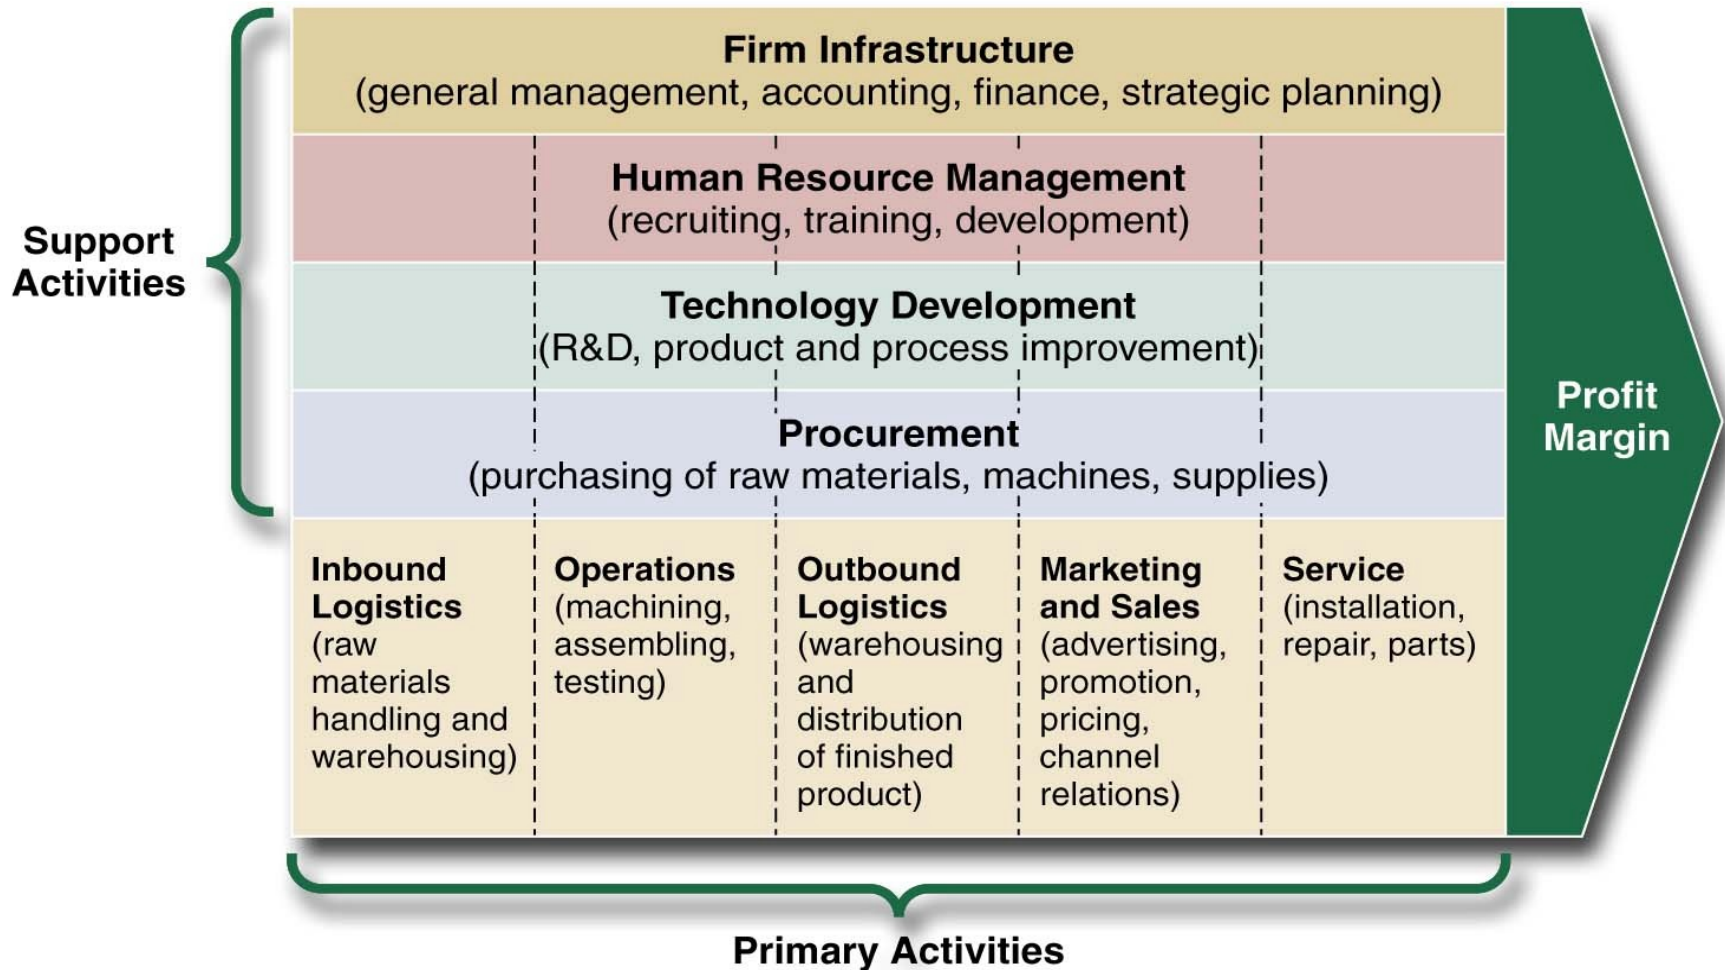 Firm Infrastructure
(general management, accounting, finance, strategic planning)
Human Resource Management
(recruiting, training, development)
Support
Activities
Technology Development
(R&D, product and process improvement)
Procurement
(purchasing of raw materials, machines, supplies)
Profit
Margin
Inbound
Logistics
(raw
materials
handling and
warehousing)
Operations
(machining,
assembling,
testing)
Outbound
Logistics
(warehousing
and
distribution
of finished
product)
Marketing
and Sales
(advertising,
promotion,
pricing,
channel
relations)
Service
(installation,
repair, parts)
Primary Activities